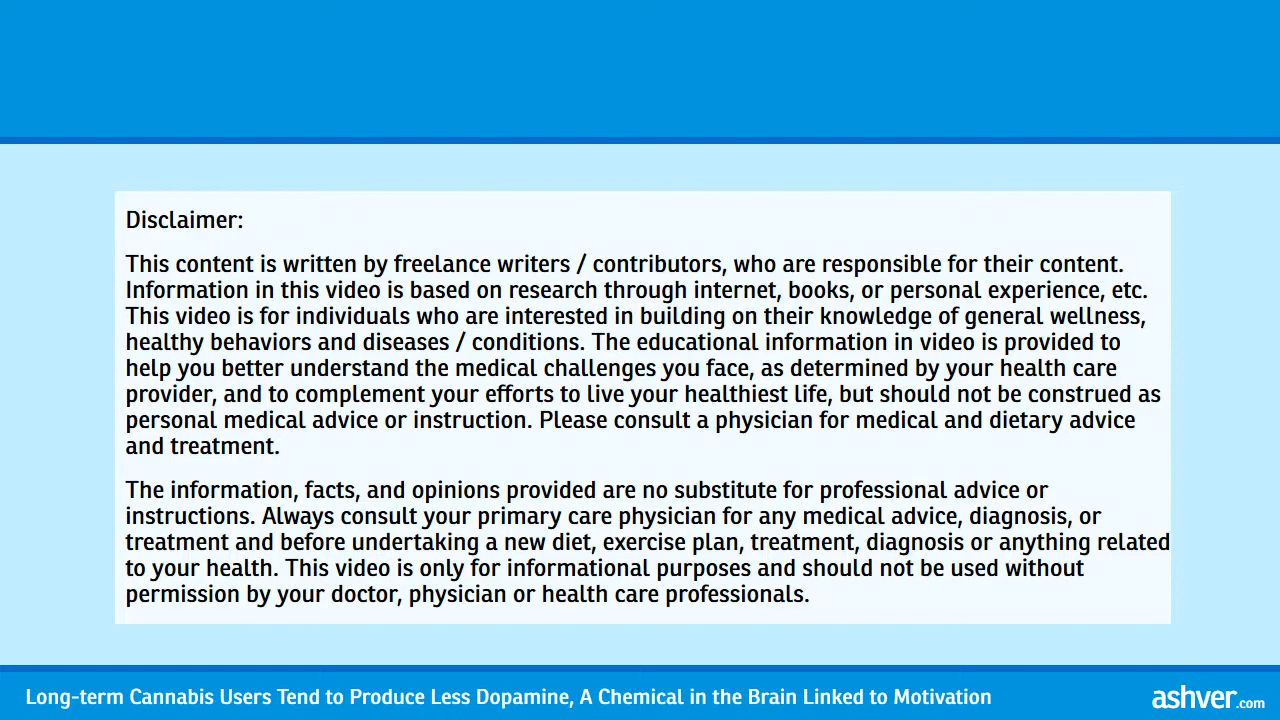 Disclaimer:
This content is written by freelance writers / contributors, who are responsible for their content.
Information in this video is based on research through internet, books, or personal experience, etc.
This video is for individuals who are interested in building on their knowledge of general wellness,
healthy behaviors and diseases / conditions. The educational information in video is provided to
help you better understand the medical challenges you face, as determined by your health care
provider, and to complement your efforts to live your healthiest life, but should not be construed as
personal medical advice or instruction. Please consult a physician for medical and dietary advice
and treatment.
The information, facts, and opinions provided are no substitute for professional advice or
instructions. Always consult your primary care physician for any medical advice, diagnosis, or
treatment and before undertaking a new diet, exercise plan, treatment, diagnosis or anything related
to your health. This video is only for informational purposes and should not be used without
permission by your doctor, physician or health care professionals.
Long-term Cannabis Users Tend to Produce Less Dopamine, A Chemical in the Brain Linked to Motivation
ashver.com